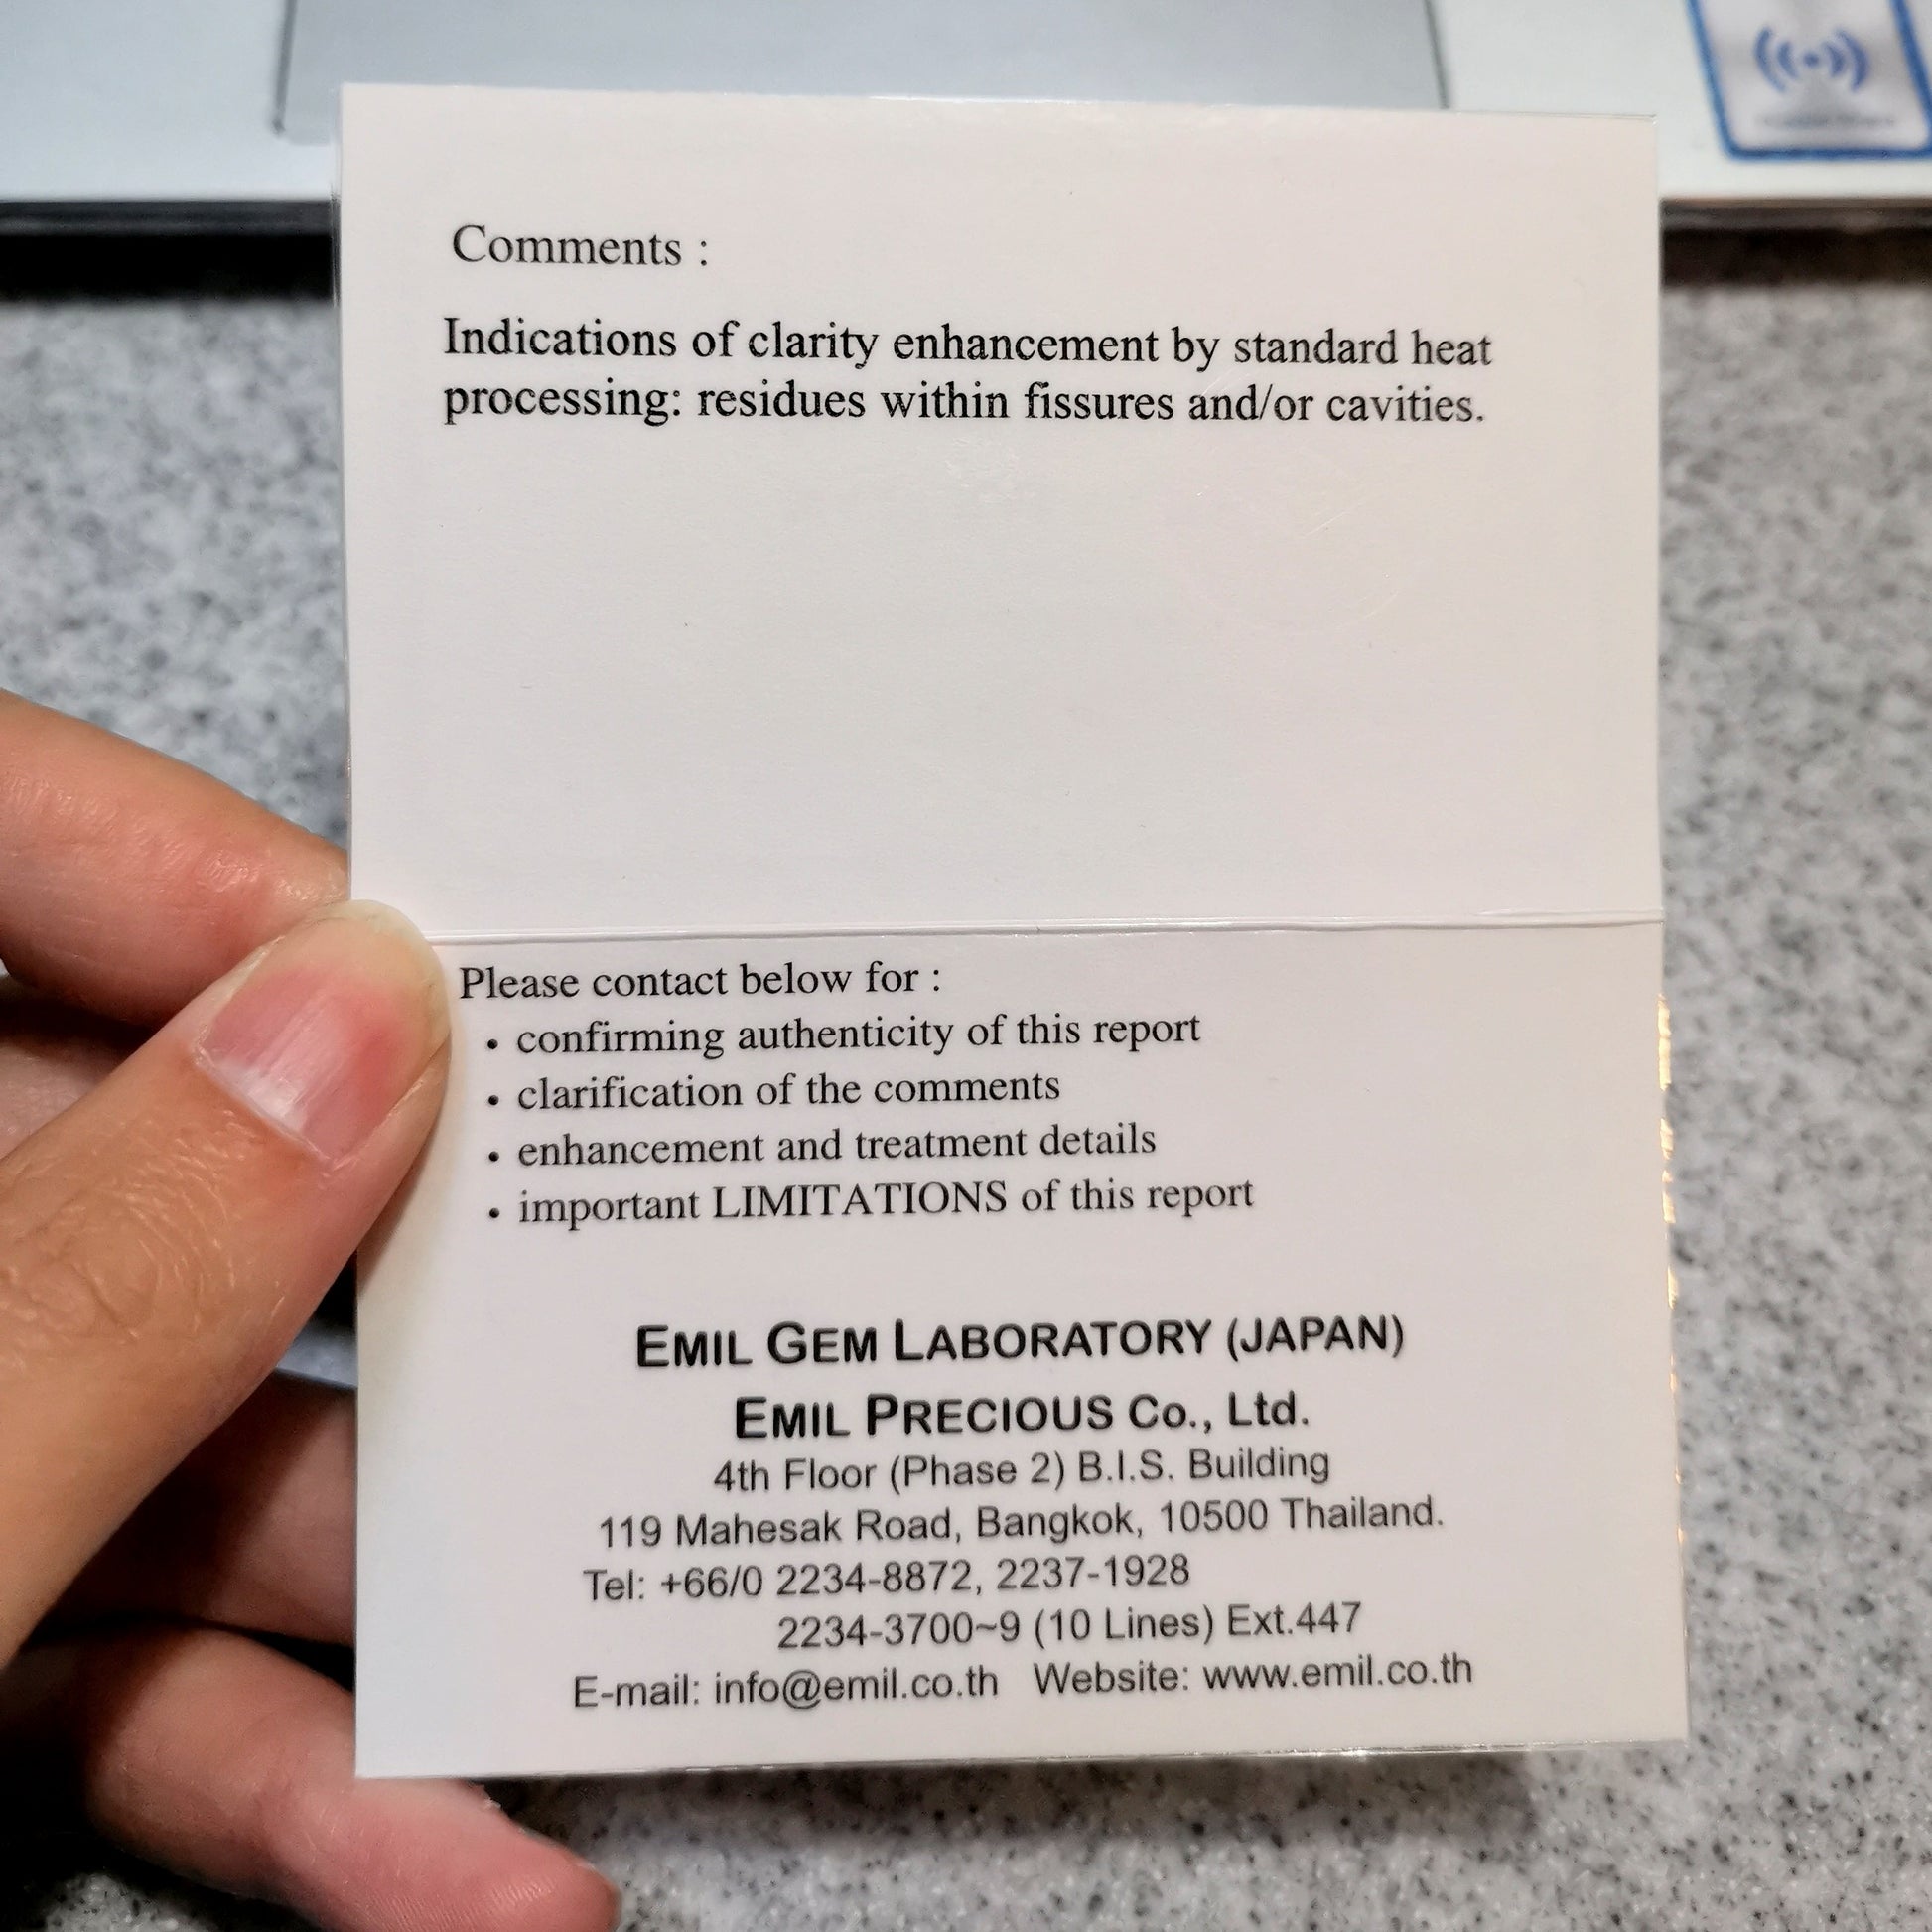 Comments :
Indications of clarity enhancement by standard heat
processing: residues within fissures and/or cavities.
Please contact below for :
• confirming authenticity of this report
• clarification of the comments
• enhancement and treatment details
• important LIMITATIONS of this report
EMIL GEM LABORATORY (JAPAN)
EMIL PRECIOUS Co., Ltd.
4th Floor (Phase 2) B.I.S. Building
119 Mahesak Road, Bangkok, 10500 Thailand.
Tel: +66/0 2234-8872, 2237-1928
2234-3700~9 (10 Lines) Ext.447
E-mail: info@emil.co.th Website: www.emil.co.th